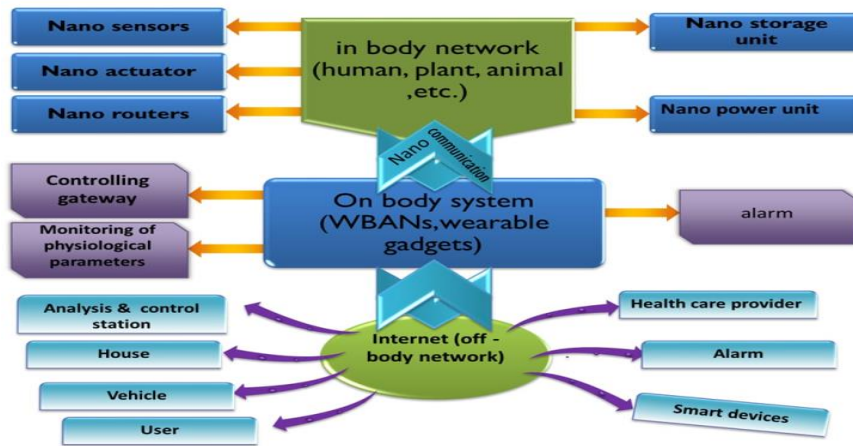 Nano sensors
Nano actuator
Nano routers
in body network
(human, plant, animal
,etc.)
Nano storage
unit
Nano power unit
Nano communication
Controlling
gateway
Monitoring of
physiological
parameters
On body system
(WBANs,wearable
gadgets)
alarm
Analysis & control
station
House
Vehicle
User
Internet (off -
body network)
Health care provider
Alarm
Smart devices